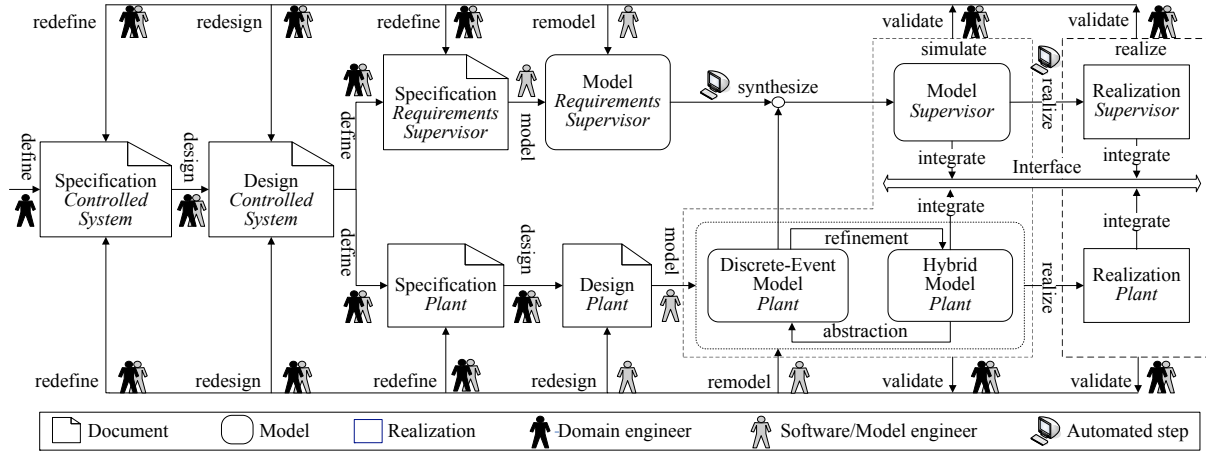 redefine
redesign
redefine
remodel
validate
validate
simulate
realize
define
Specification
Controlled
System
design
Design
Controlled
System
define
Specification
Requirements
Supervisor
model
Model
Requirements
Supervisor
synthesize
Model
Supervisor
realize
Realization
Supervisor
integrate
integrate
Interface
integrate
integrate
define
Specification
Plant
design
Design
Plant
model
refinement
Discrete-Event
Model
Plant
Hybrid
Model
Plant
abstraction
realize
Realization
Plant
redefine
redesign
redefine
redesign
remodel
validate
validate
Document
Model
Realization
Domain engineer
Software/Model engineer
Automated step